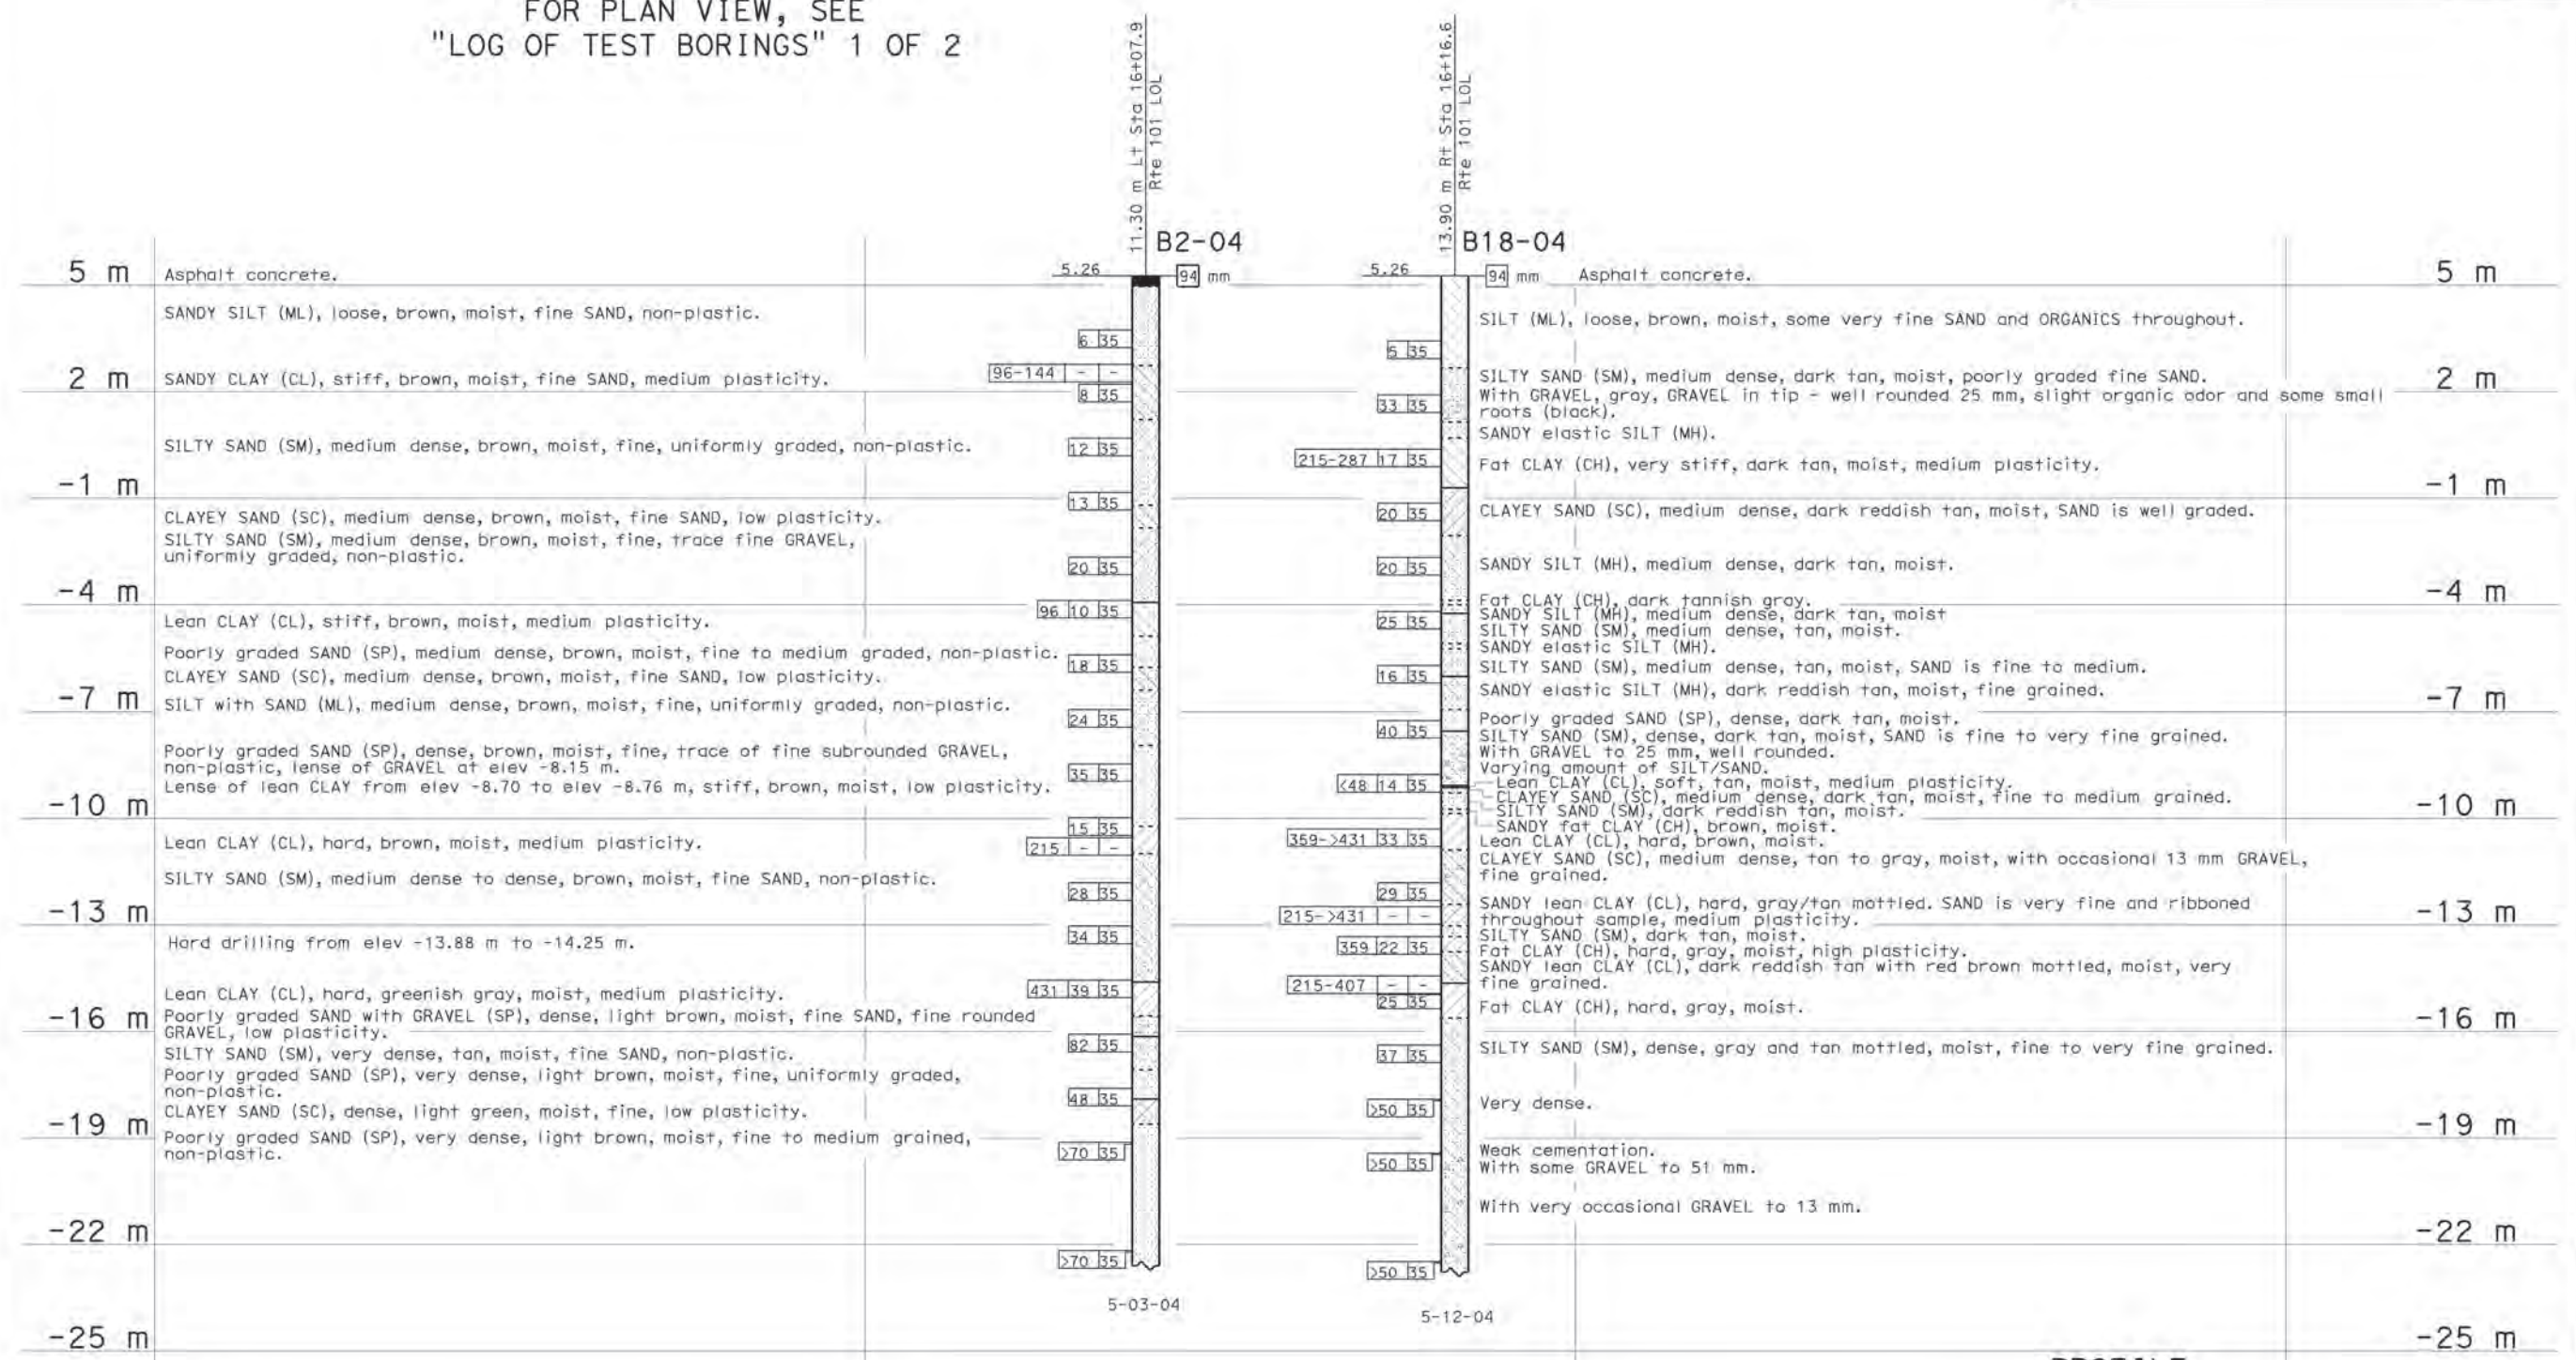 FOR PLAN VIEW, SEE
"LOG OF TEST BORINGS" 1 OF 2
11.30 m Lt Sta 16+07.9
Rte 101 LOL
13.90 m Rt Sta 16+16.6
Rte 101 LOL
B2-04
B18-04
5 m
2 m
-1 m
-4 m
-7 m
-10 m
-13 m
-16 m
-19 m
-22 m
-25 m
Asphalt concrete.
SANDY SILT (ML), loose, brown, moist, fine SAND, non-plastic.
SANDY CLAY (CL), stiff, brown, moist, fine SAND, medium plasticity.
SILTY SAND (SM), medium dense, brown, moist, fine, uniformly graded, non-plastic.
CLAYEY SAND (SC), medium dense, brown, moist, fine SAND, low plasticity.
SILTY SAND (SM), medium dense, brown, moist, fine, trace fine GRAVEL,
uniformly graded, non-plastic.
Lean CLAY (CL), stiff, brown, moist, medium plasticity.
Poorly graded SAND (SP), medium dense, brown, moist, fine to medium graded, non-plastic.
CLAYEY SAND (SC), medium dense, brown, moist, fine SAND, low plasticity.
SILT with SAND (ML), medium dense, brown, moist, fine, uniformly graded, non-plastic.
Poorly graded SAND (SP), dense, brown, moist, fine, trace of fine subrounded GRAVEL,
non-plastic, lense of GRAVEL at elev -8.15 m.
Lense of lean CLAY from elev -8.70 to elev -8.76 m, stiff, brown, moist, low plasticity.
Lean CLAY (CL), hard, brown, moist, medium plasticity.
SILTY SAND (SM), medium dense to dense, brown, moist, fine SAND, non-plastic.
Hard drilling from elev -13.88 m to -14.25 m.
Lean CLAY (CL), hard, greenish gray, moist, medium plasticity.
Poorly graded SAND with GRAVEL (SP), dense, light brown, moist, fine SAND, fine rounded
GRAVEL, low plasticity.
SILTY SAND (SM), very dense, tan, moist, fine SAND, non-plastic.
Poorly graded SAND (SP), very dense, light brown, moist, fine, uniformly graded,
non-plastic.
CLAYEY SAND (SC), dense, light green, moist, fine, low plasticity.
Poorly graded SAND (SP), very dense, light brown, moist, fine to medium grained,
non-plastic.
5.26
94 mm
6 35
96-144 - -
8 35
12 35
13 35
20 35
96 10 35
18 35
24 35
35 35
15 35
215 - -
28 35
34 35
431 39 35
82 35
48 35
>70 35
>70 35
5-03-04
5.26
94 mm
5 35
33 35
215-287 17 35
20 35
20 35
25 35
16 35
40 35
<48 14 35
359->431 33 35
29 35
215->431 - -
359 22 35
215-407 - -
25 35
37 35
>50 35
>50 35
>50 35
5-12-04
Asphalt concrete.
SILT (ML), loose, brown, moist, some very fine SAND and ORGANICS throughout.
SILTY SAND (SM), medium dense, dark tan, moist, poorly graded fine SAND.
With GRAVEL, gray, GRAVEL in tip - well rounded 25 mm, slight organic odor and some small
roots (black).
SANDY elastic SILT (MH).
Fat CLAY (CH), very stiff, dark tan, moist, medium plasticity.
CLAYEY SAND (SC), medium dense, dark reddish tan, moist, SAND is well graded.
SANDY SILT (MH), medium dense, dark tan, moist.
Fat CLAY (CH), dark tannish gray.
SANDY SILT (MH), medium dense, dark tan, moist
SILTY SAND (SM), medium dense, tan, moist.
SANDY elastic SILT (MH).
SILTY SAND (SM), medium dense, tan, moist, SAND is fine to medium.
SANDY elastic SILT (MH), dark reddish tan, moist, fine grained.
Poorly graded SAND (SP), dense, dark tan, moist.
SILTY SAND (SM), dense, dark tan, moist, SAND is fine to very fine grained.
With GRAVEL to 25 mm, well rounded.
Varying amount of SILT/SAND.
Lean CLAY (CL), soft, tan, moist, medium plasticity.
CLAYEY SAND (SC), medium dense, dark tan, moist, fine to medium grained.
SILTY SAND (SM), dark reddish tan, moist.
SANDY fat CLAY (CH), brown, moist.
Lean CLAY (CL), hard, brown, moist.
CLAYEY SAND (SC), medium dense, tan to gray, moist, with occasional 13 mm GRAVEL,
fine grained.
SANDY lean CLAY (CL), hard, gray/tan mottled. SAND is very fine and ribboned
throughout sample, medium plasticity.
SILTY SAND (SM), dark tan, moist.
Fat CLAY (CH), hard, gray, moist, high plasticity.
SANDY lean CLAY (CL), dark reddish tan with red brown mottled, moist, very
fine grained.
Fat CLAY (CH), hard, gray, moist.
SILTY SAND (SM), dense, gray and tan mottled, moist, fine to very fine grained.
Very dense.
Weak cementation.
With some GRAVEL to 51 mm.
With very occasional GRAVEL to 13 mm.
5 m
2 m
-1 m
-4 m
-7 m
-10 m
-13 m
-16 m
-19 m
-22 m
-25 m